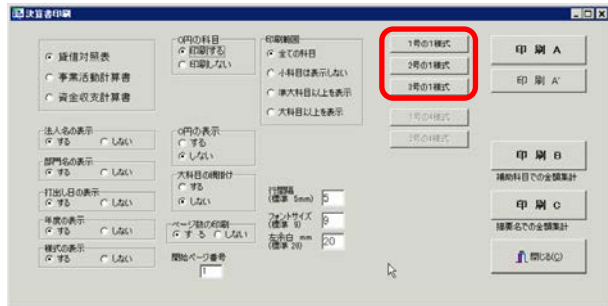 決算書印刷
貸借対照表
事業活動計算書
資金収支計算書
0円の科目
印刷する
印刷しない
印刷範囲
全ての科目
小科目は表示しない
準大科目以上を表示
大科目以上を表示
1号の1様式
2号の1様式
3号の1様式
1号の4様式
2号の4様式
印 刷 A
印 刷 A'
法人名の表示
する しない
部門名の表示
する しない
打出し日の表示
する しない
年度の表示
する しない
様式の表示
する しない
0円の表示
する
しない
大科目の網掛け
する
しない
ページ数の印刷
す る しない
開始ページ番号
1
行間隔
(標準 5mm) 5
フォントサイズ
(標準 9) 9
左余白 mm
(標準 20) 20
印 刷 B
補助科目での金額集計
印 刷 C
摘要名での金額集計
閉じる(C)